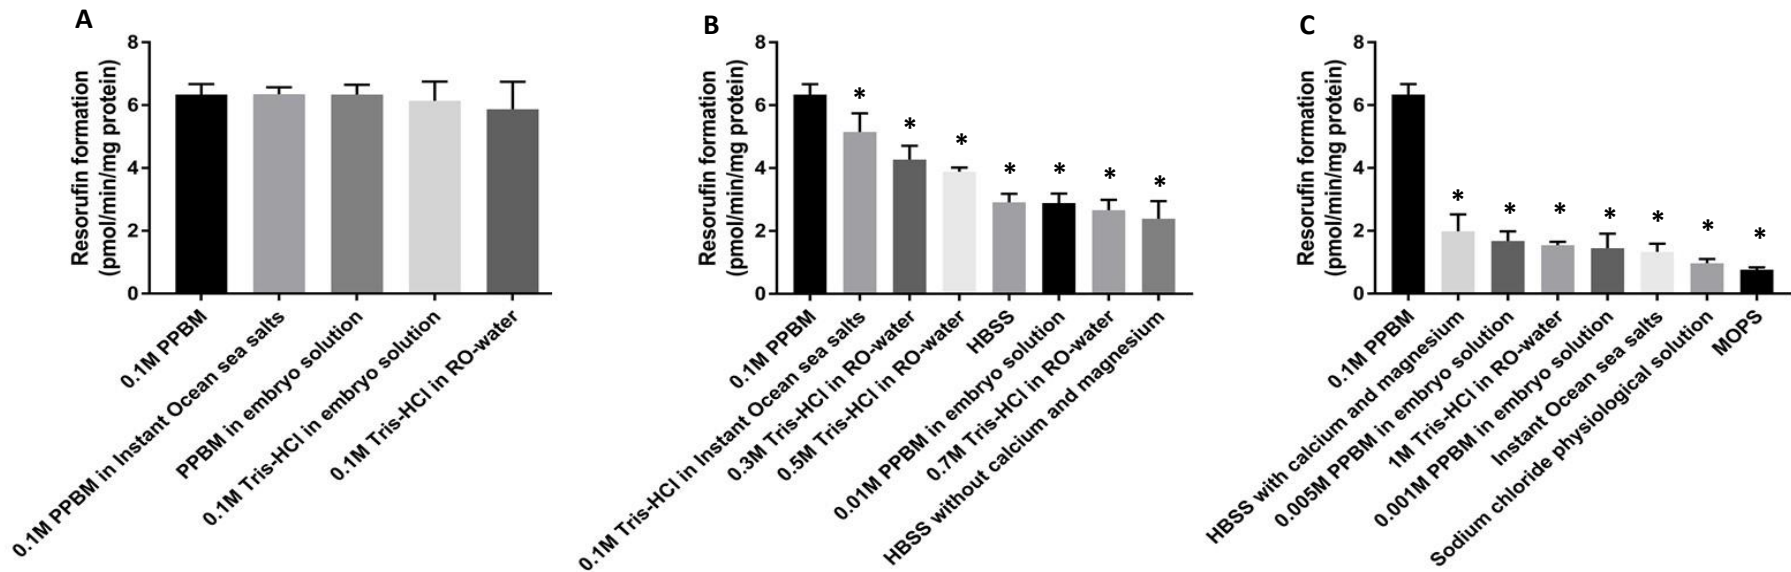 A
Resorufin formation
(pmol/min/mg protein)
8
6
4
2
0
0.1M PPBM
0.1M PPBM in Instant Ocean sea salts
PPBM in embryo solution
0.1M Tris-HCl in embryo solution
0.1M Tris-HCl in RO-water
B
Resorufin formation
(pmol/min/mg protein)
8
6
4
2
0
* * * * * * *
0.1M PPBM
0.1M Tris-HCl in Instant Ocean sea salts
0.3M Tris-HCl in RO-water
0.5M Tris-HCl in RO-water
HBSS
0.01M PPBM in embryo solution
0.7M Tris-HCl in RO-water
HBSS without calcium and magnesium
C
Resorufin formation
(pmol/min/mg protein)
8
6
4
2
0
* * * * * * *
0.1M PPBM
HBSS with calcium and magnesium
0.005M PPBM in embryo solution
1M Tris-HCl in RO-water
0.001M PPBM in embryo solution
Instant Ocean sea salts
Sodium chloride physiological solution
MOPS